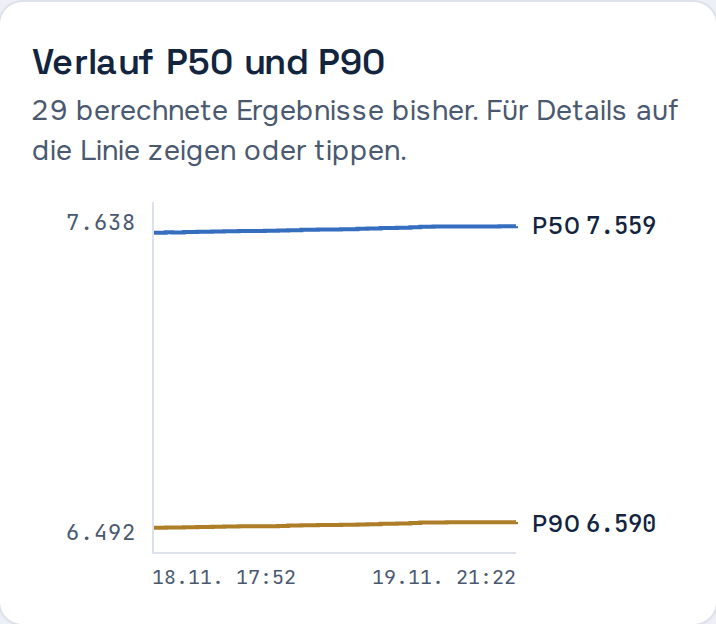 Verlauf P50 und P90
29 berechnete Ergebnisse bisher. Für Details auf
die Linie zeigen oder tippen.
7.638
P50 7.559
6.492
P90 6.590
18.11. 17:52
19.11. 21:22